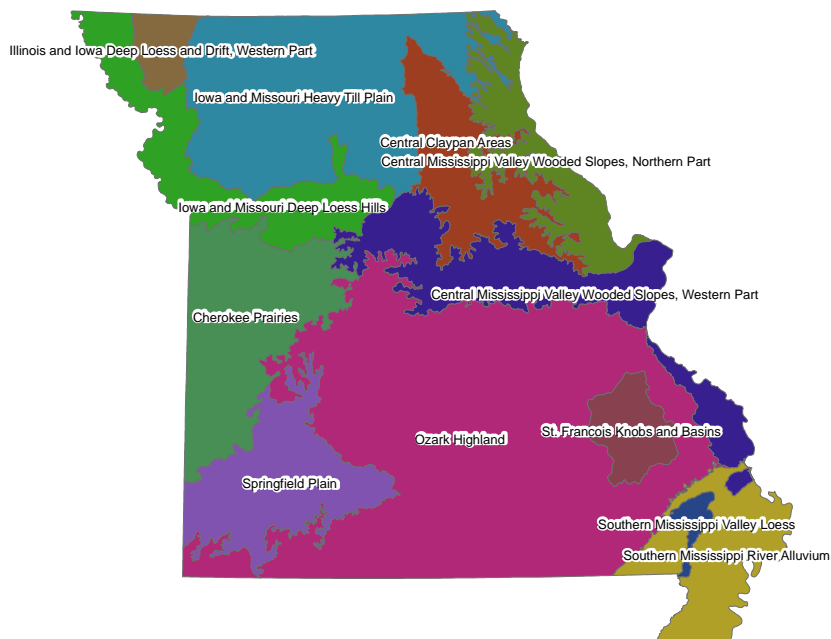 Illinois and Iowa Deep Loess and Drift, Western Part
Iowa and Missouri Heavy Till Plain
Central Claypan Areas
Central Mississippi Valley Wooded Slopes, Northern Part
Iowa and Missouri Deep Loess Hills
Central Mississippi Valley Wooded Slopes, Western Part
Cherokee Prairies
St. Francois Knobs and Basins
Ozark Highland
Springfield Plain
Southern Mississippi Valley Loess
Southern Mississippi River Alluvium